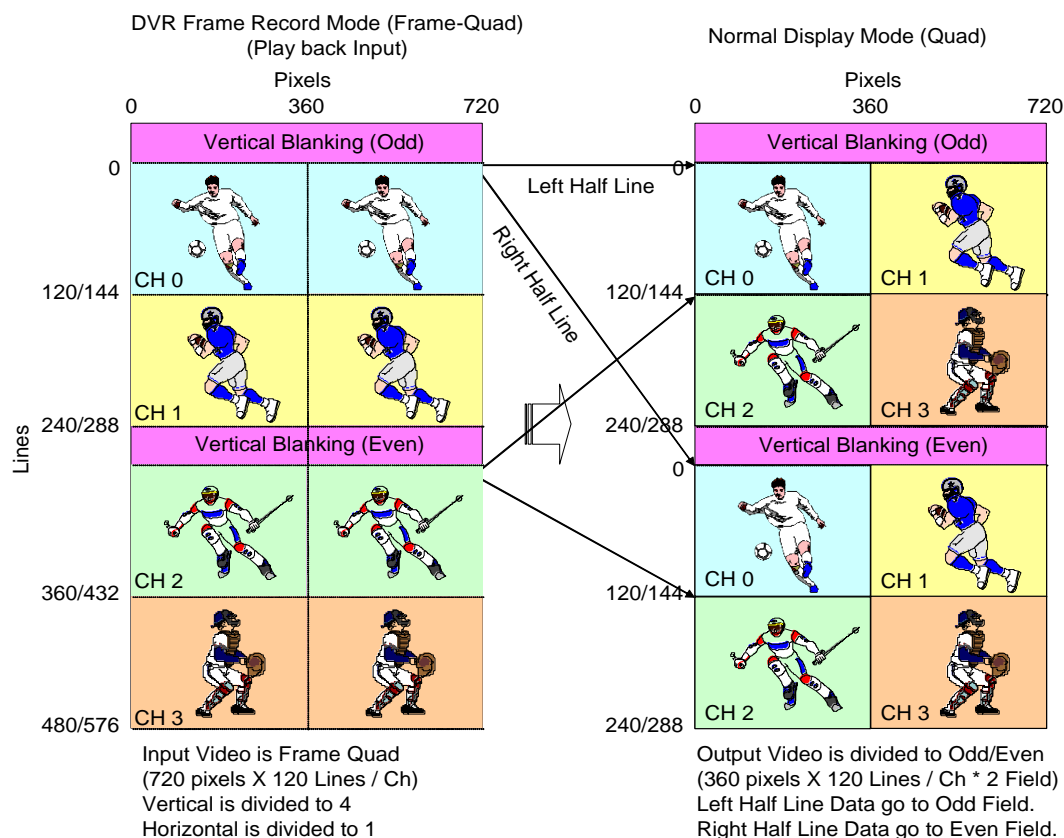 DVR Frame Record Mode (Frame-Quad)
(Play back Input)
Pixels
0 360 720
Vertical Blanking (Odd)
0
CH 0
120/144
CH 1
240/288
Vertical Blanking (Even)
Lines
CH 2
360/432
CH 3
480/576
Input Video is Frame Quad
(720 pixels X 120 Lines / Ch)
Vertical is divided to 4
Horizontal is divided to 1
Left Half Line
Right Half Line
Normal Display Mode (Quad)
Pixels
0 360 720
Vertical Blanking (Odd)
0
CH 0 CH 1
120/144
CH 2 CH 3
240/288
Vertical Blanking (Even)
0
CH 0 CH 1
120/144
CH 2 CH 3
240/288
Output Video is divided to Odd/Even
(360 pixels X 120 Lines / Ch * 2 Field)
Left Half Line Data go to Odd Field.
Right Half Line Data go to Even Field.